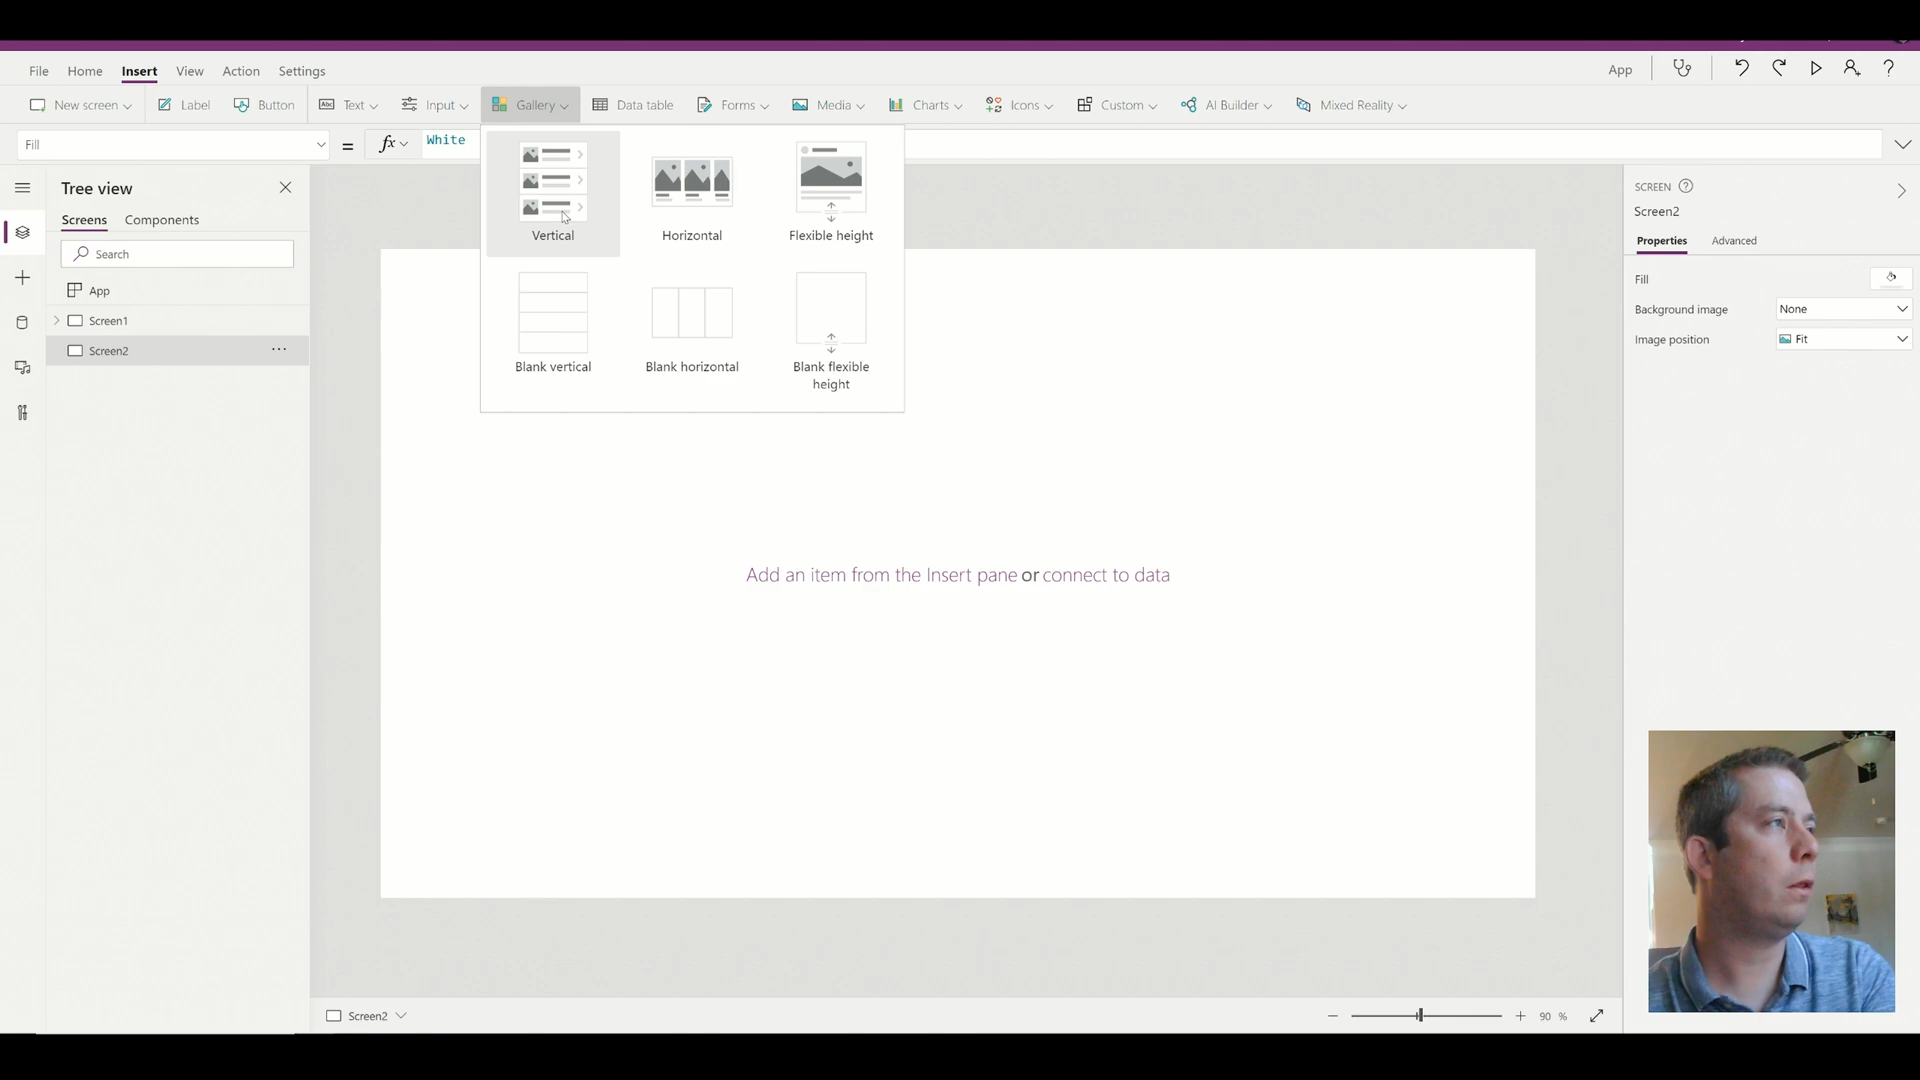 File Home Insert View Action Settings App ?
New screen Label Button Abc Text Input Gallery Data table Forms Media Charts Icons Custom AI Builder Mixed Reality
Fill = fx White
Tree view
Screens Components
Search
App
Screen1
Screen2 ...
Vertical Horizontal Flexible height
Blank vertical Blank horizontal Blank flexible
height
Add an item from the Insert pane or connect to data
SCREEN ?
Screen2
Properties Advanced
Fill
Background image None
Image position Fit
Screen2 90 %